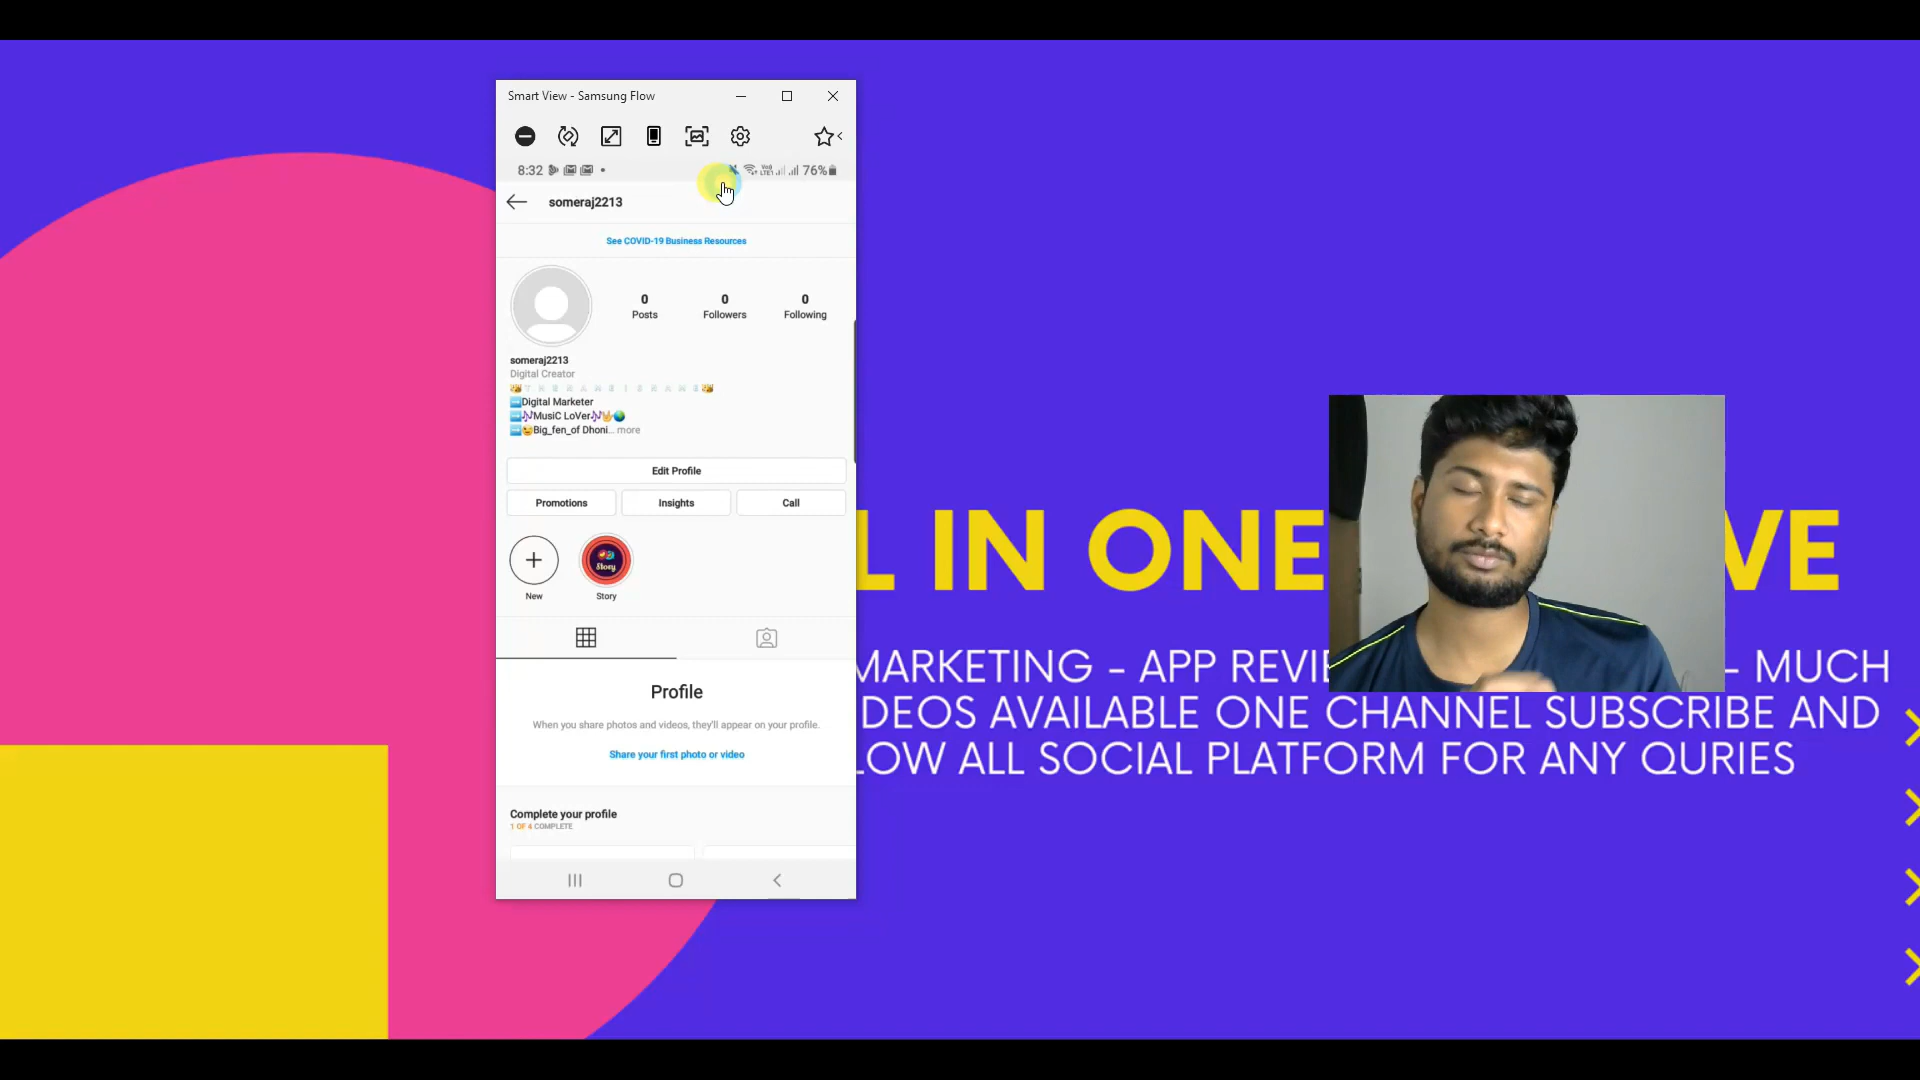 Smart View - Samsung Flow
8:32
76%
someraj2213
See COVID-19 Business Resources
0
0
0
Posts
Followers
Following
someraj2213
Digital Creator
Digital Marketer
MusiC LoVer
Big_fen_of Dhoni... more
Edit Profile
Promotions
Insights
Call
Story
New
Story
L IN ONE
VE
MARKETING - APP REVIE
- MUCH
DEOS AVAILABLE ONE CHANNEL SUBSCRIBE AND
LOW ALL SOCIAL PLATFORM FOR ANY QURIES
Profile
When you share photos and videos, they'll appear on your profile.
Share your first photo or video
Complete your profile
1 OF 4 COMPLETE